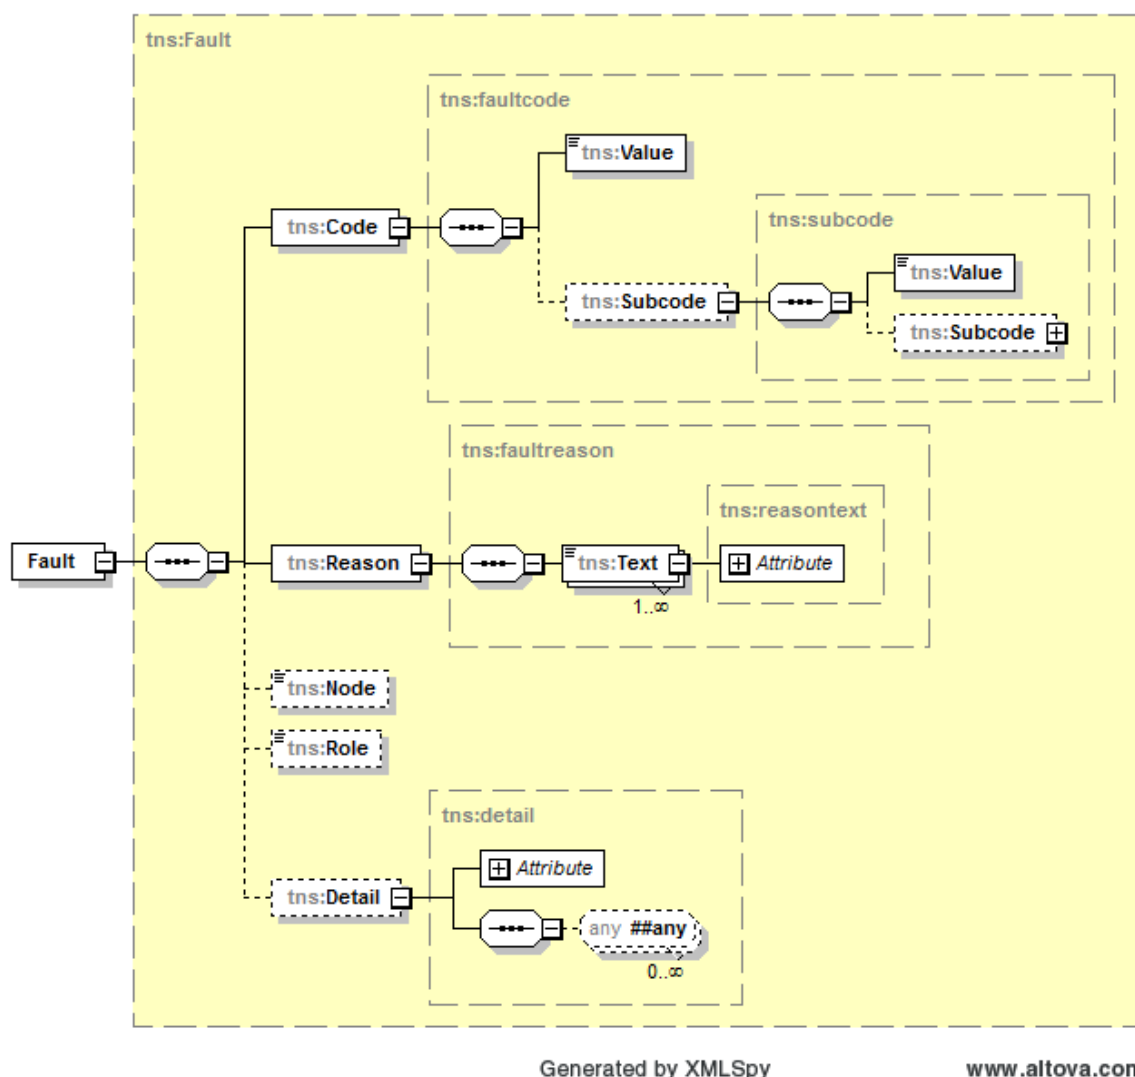 tns:Fault
tns:faultcode
tns:Value
tns:subcode
tns:Code
tns:Value
tns:Subcode
tns:Subcode
tns:faultreason
tns:reasontext
Fault
tns:Reason
tns:Text
Attribute
1..∞
tns:Node
tns:Role
tns:detail
Attribute
tns:Detail
any ##any
0..∞
Generated by XMLSpy www.altova.com